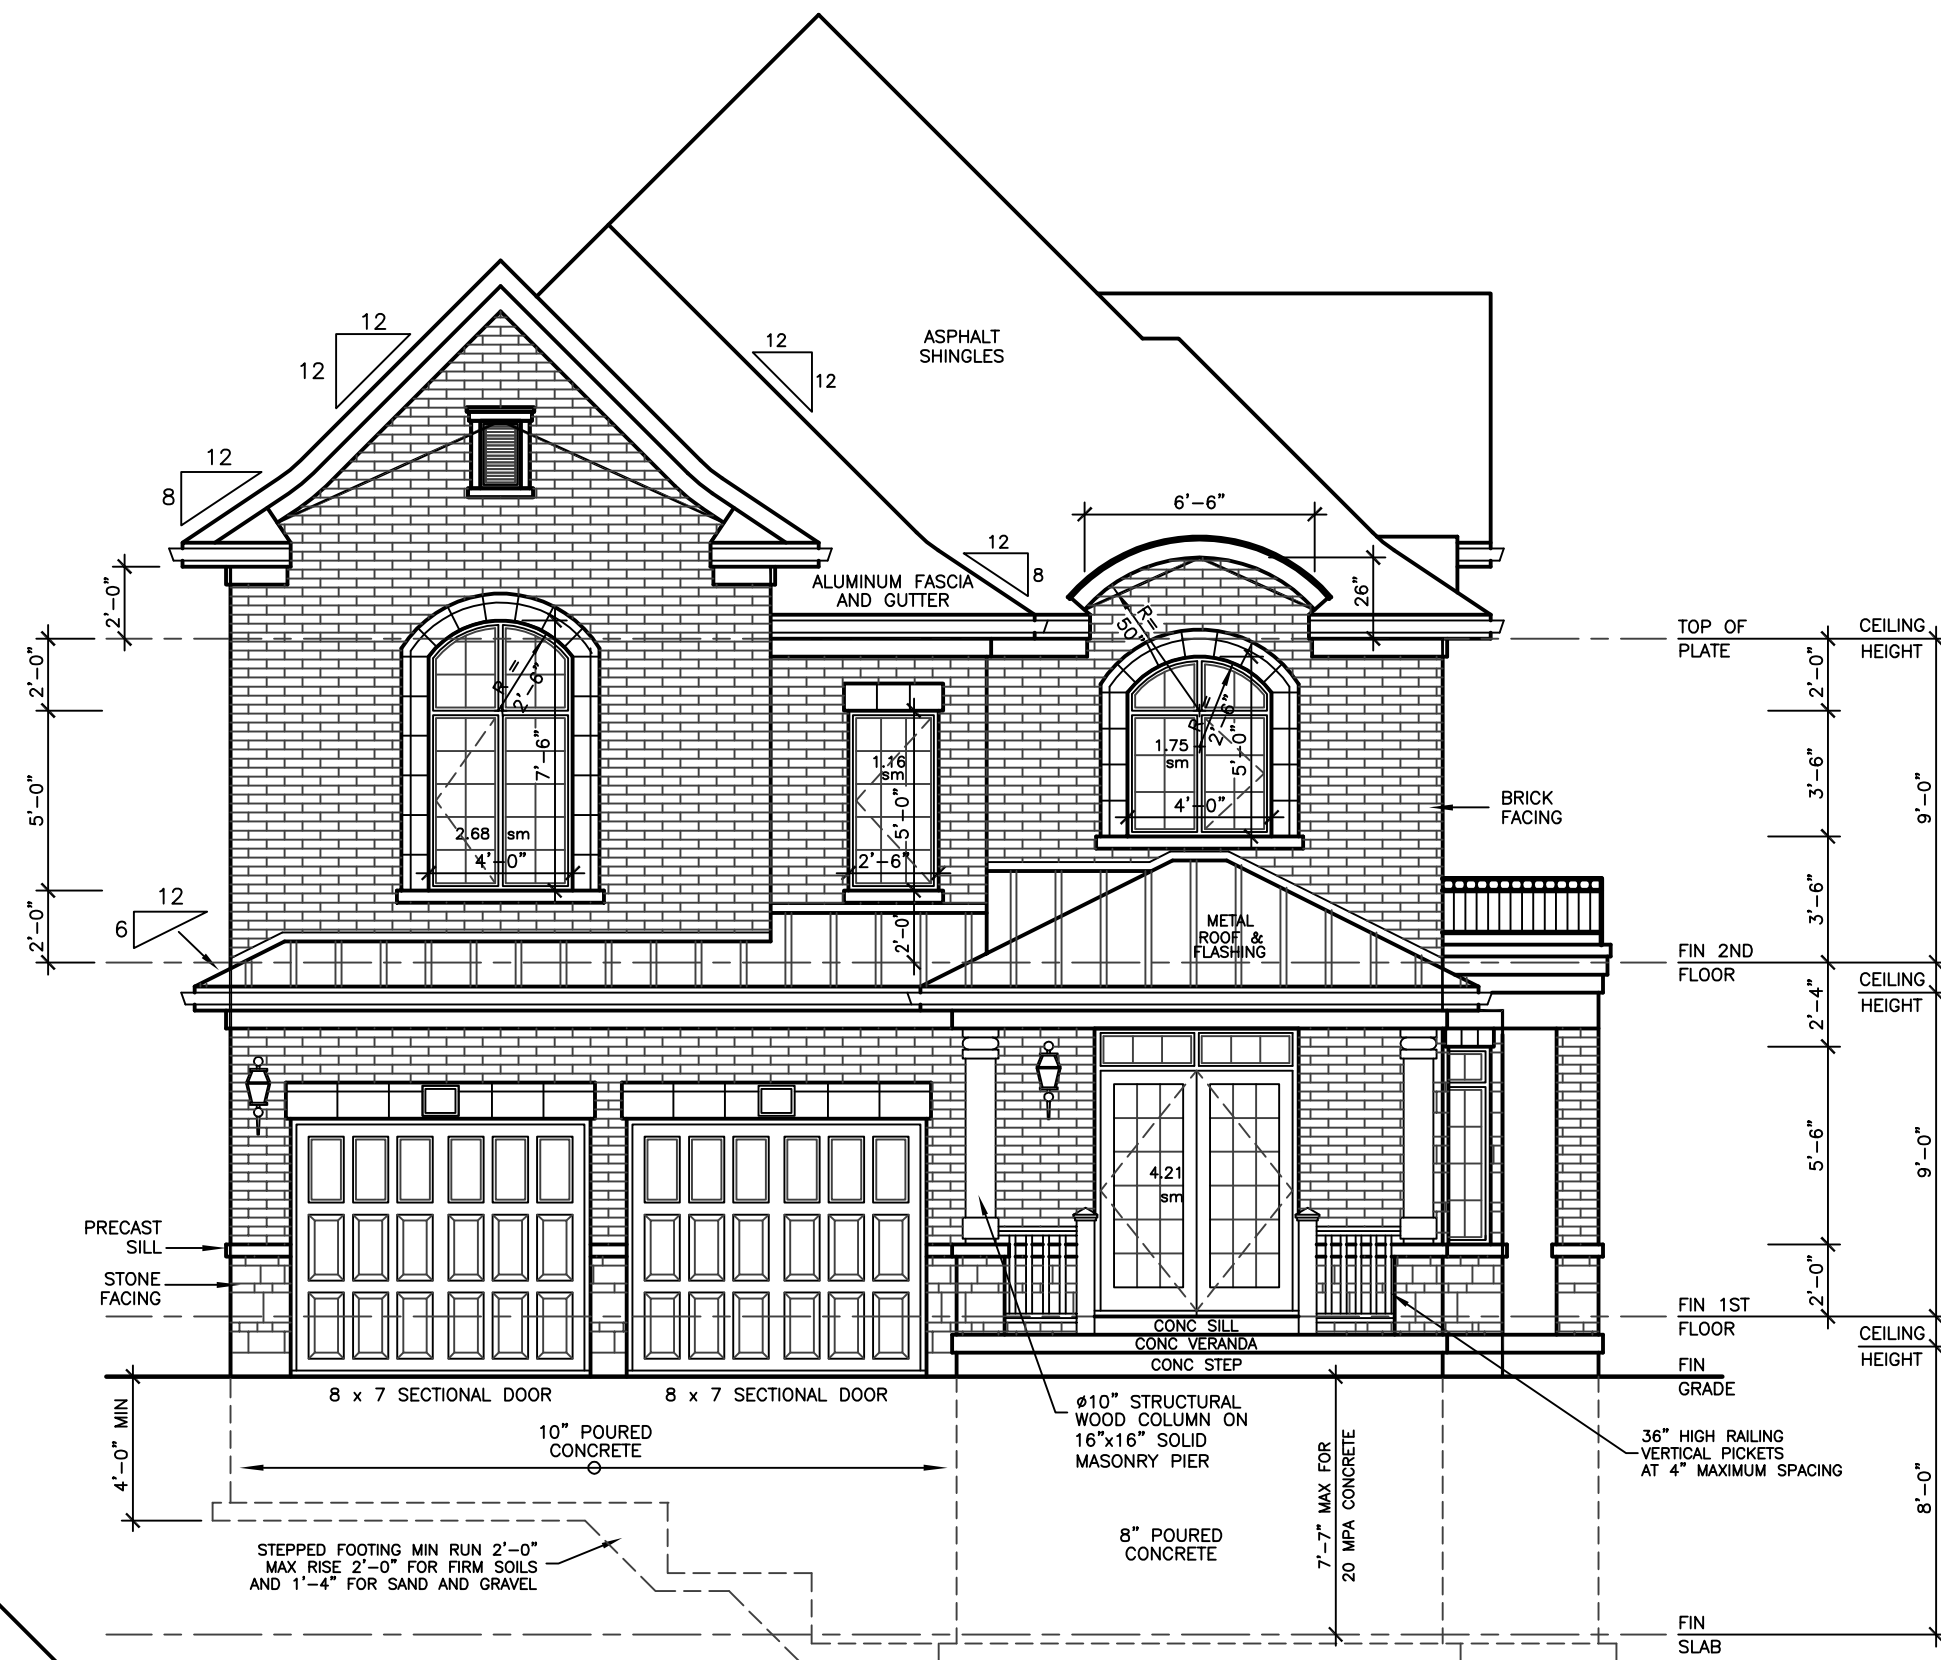 12
12
12
12
ASPHALT
SHINGLES
12
8
6'-6"
12
8
2'-0"
ALUMINUM FASCIA
AND GUTTER
26"
R=
50"
2'-0"
R =
2'-6"
7'-6"
2.68 sm
4'-0"
5'-0"
1.16
sm
5'-0"
2'-6"
R =
2'-6"
1.75
sm
5'-0"
4'-0"
BRICK
FACING
TOP OF
PLATE
2'-0"
CEILING
HEIGHT
3'-6"
9'-0"
3'-6"
12
6
2'-0"
2'-0"
METAL
ROOF &
FLASHING
FIN 2ND
FLOOR
CEILING
HEIGHT
2'-4"
5'-6"
9'-0"
4.21
sm
PRECAST
SILL
STONE
FACING
2'-0"
FIN 1ST
FLOOR
CEILING
HEIGHT
CONC SILL
CONC VERANDA
CONC STEP
FIN
GRADE
8 x 7 SECTIONAL DOOR
8 x 7 SECTIONAL DOOR
4'-0" MIN
10" POURED
CONCRETE
ø10" STRUCTURAL
WOOD COLUMN ON
16"x16" SOLID
MASONRY PIER
7'-7" MAX FOR
20 MPA CONCRETE
36" HIGH RAILING
VERTICAL PICKETS
AT 4" MAXIMUM SPACING
8'-0"
8" POURED
CONCRETE
STEPPED FOOTING MIN RUN 2'-0"
MAX RISE 2'-0" FOR FIRM SOILS
AND 1'-4" FOR SAND AND GRAVEL
FIN
SLAB